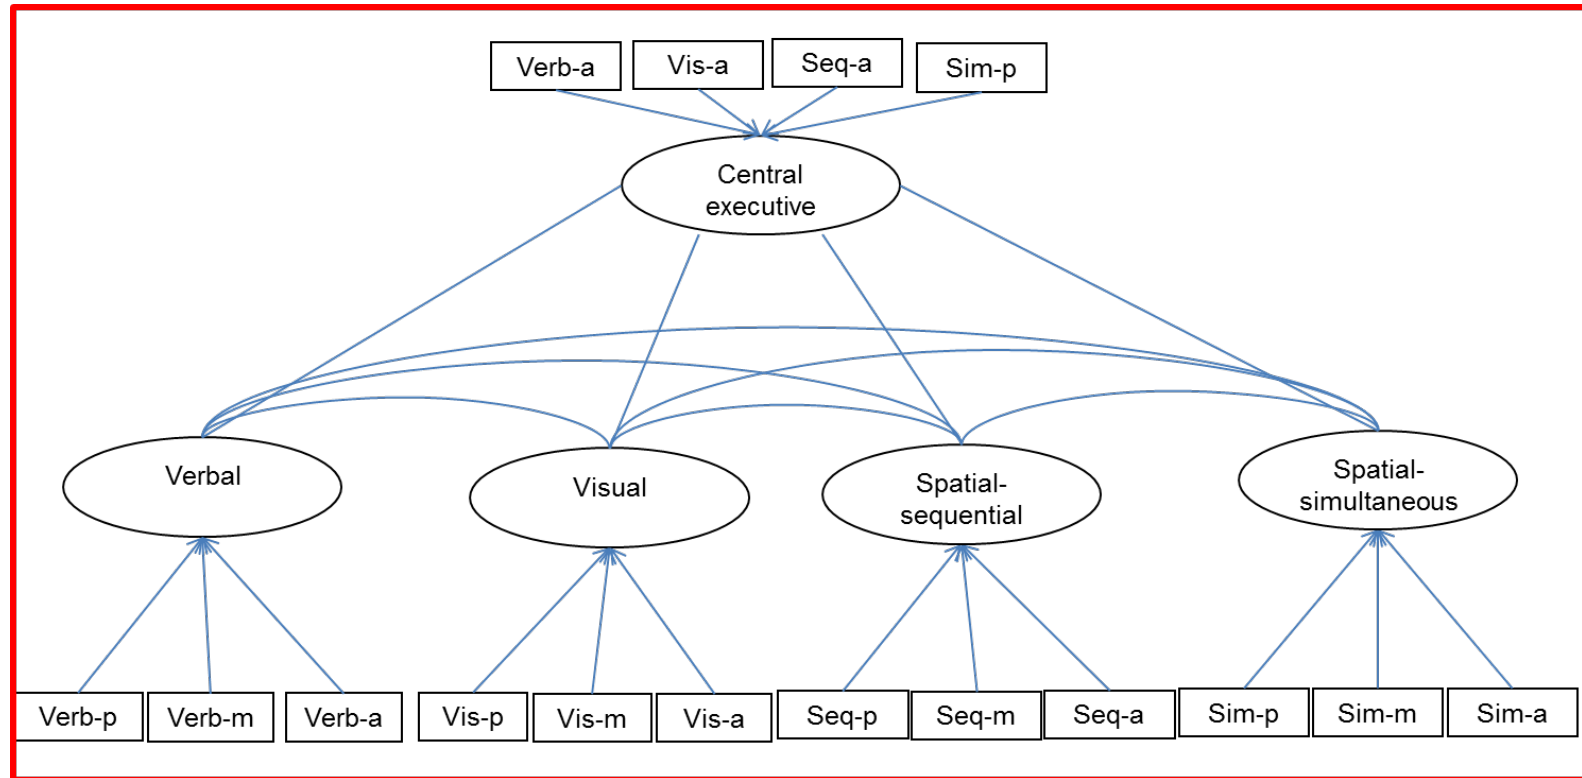 Verb-a
Vis-a
Seq-a
Sim-p
Central
executive
Verbal
Visual
Spatial-
sequential
Spatial-
simultaneous
Verb-p
Verb-m
Verb-a
Vis-p
Vis-m
Vis-a
Seq-p
Seq-m
Seq-a
Sim-p
Sim-m
Sim-a